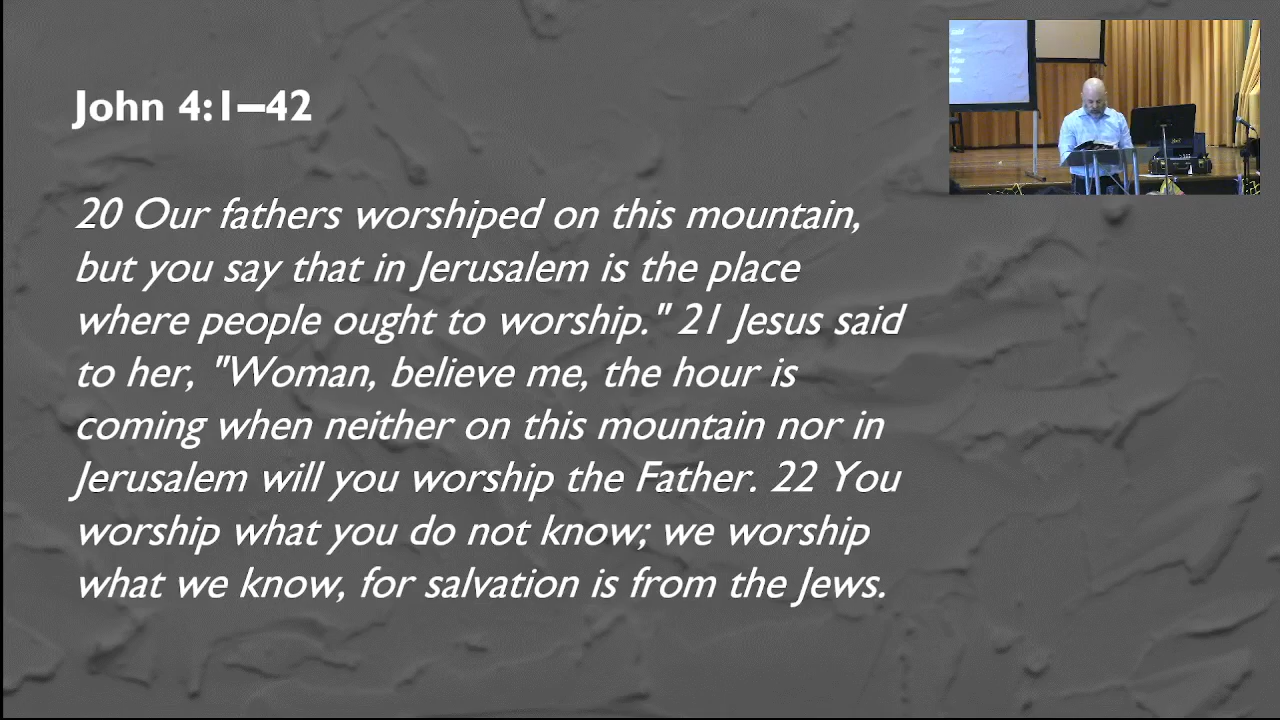 John 4:1—42
20 Our fathers worshiped on this mountain,
but you say that in Jerusalem is the place
where people ought to worship." 21 Jesus said
to her, "Woman, believe me, the hour is
coming when neither on this mountain nor in
Jerusalem will you worship the Father. 22 You
worship what you do not know; we worship
what we know, for salvation is from the Jews.